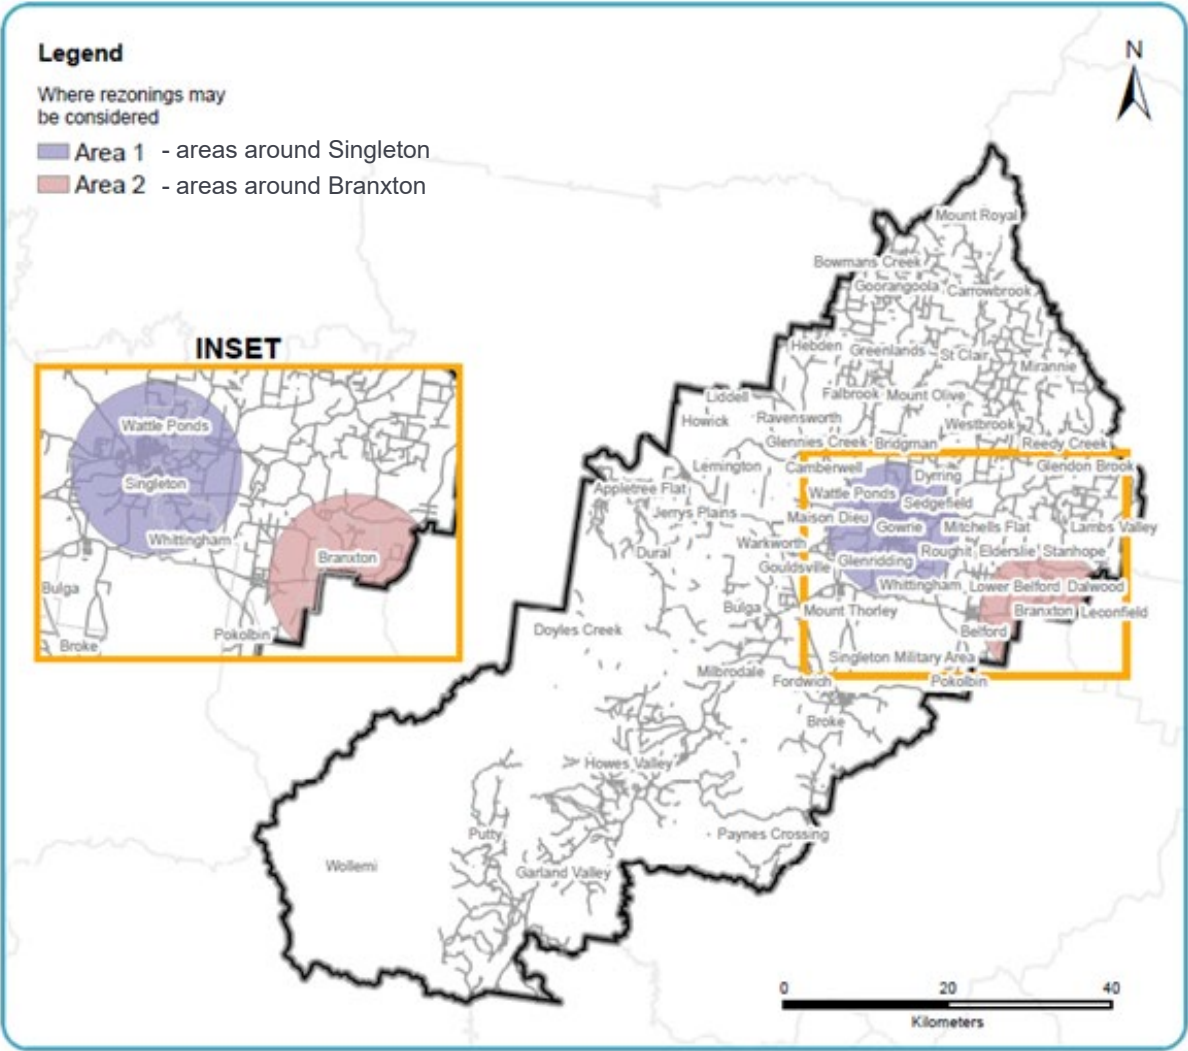 Legend
Where rezonings may
be considered
Area 1 - areas around Singleton
Area 2 - areas around Branxton
N
INSET
Wattle Ponds
Singleton
Whittingham
Branxton
Bulga
Pokolbin
Broke
Mount Royal
Bowmans Creek
Goorangoola
Carrowbrook
Hebden
Greenlands
St Clair
Mirannie
Liddell
Falbrook
Mount Olive
Howick
Ravensworth
Westbrook
Glennies Creek
Bridgman
Reedy Creek
Lemington
Camberwell
Dyrring
Glendon Brook
Appletree Flat
Wattle Ponds
Sedgefield
Jerrys Plains
Maison Dieu
Gowrie
Mitchells Flat
Lambs Valley
Dural
Warkworth
Roughit
Elderslie
Stanhope
Gouldsville
Glenridding
Whittingham
Lower Belford
Dalwood
Bulga
Mount Thorley
Branxton
Leconfield
Doyles Creek
Belford
Singleton Military Area
Milbrodale
Fordwich
Pokolbin
Broke
Howes Valley
Putty
Paynes Crossing
Wollemi
Garland Valley
0 20 40
Kilometers